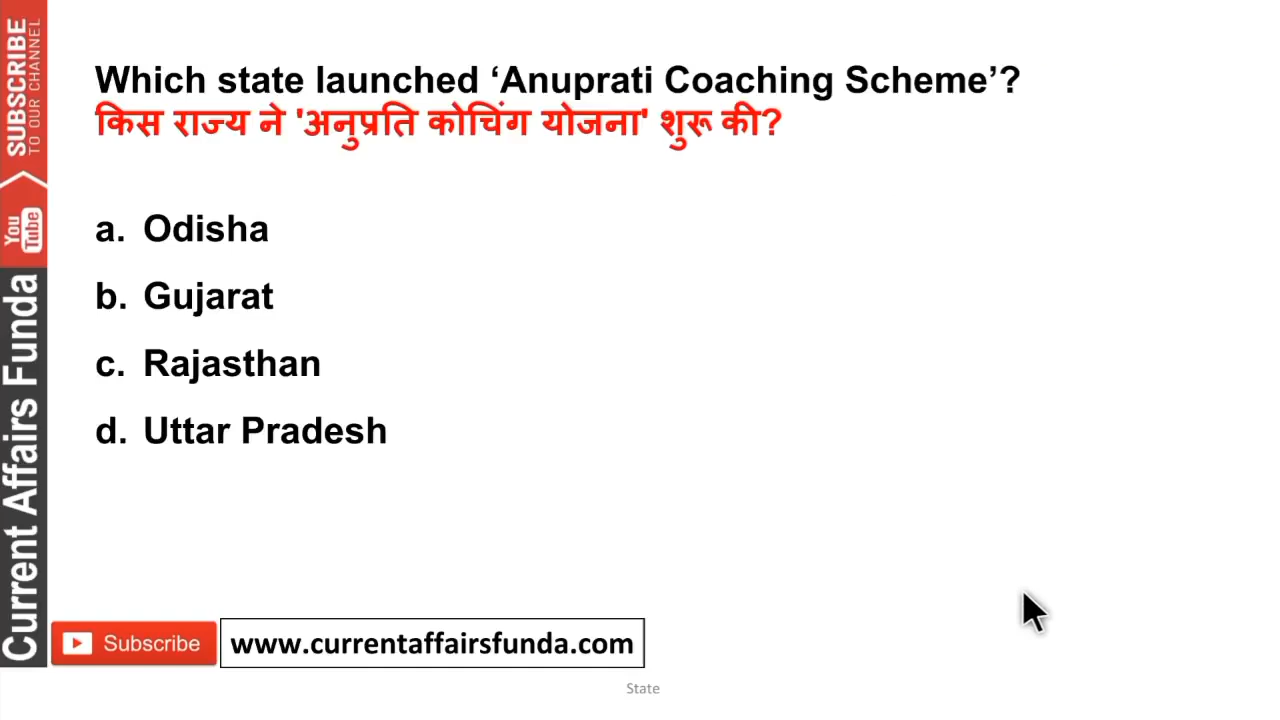 Which state launched ‘Anuprati Coaching Scheme’?
किस राज्य ने 'अनुप्रति कोचिंग योजना' शुरू की?
a. Odisha
b. Gujarat
c. Rajasthan
d. Uttar Pradesh
SUBSCRIBE
TO OUR CHANNEL
You
Tube
Current Affairs Funda
Subscribe
www.currentaffairsfunda.com
State